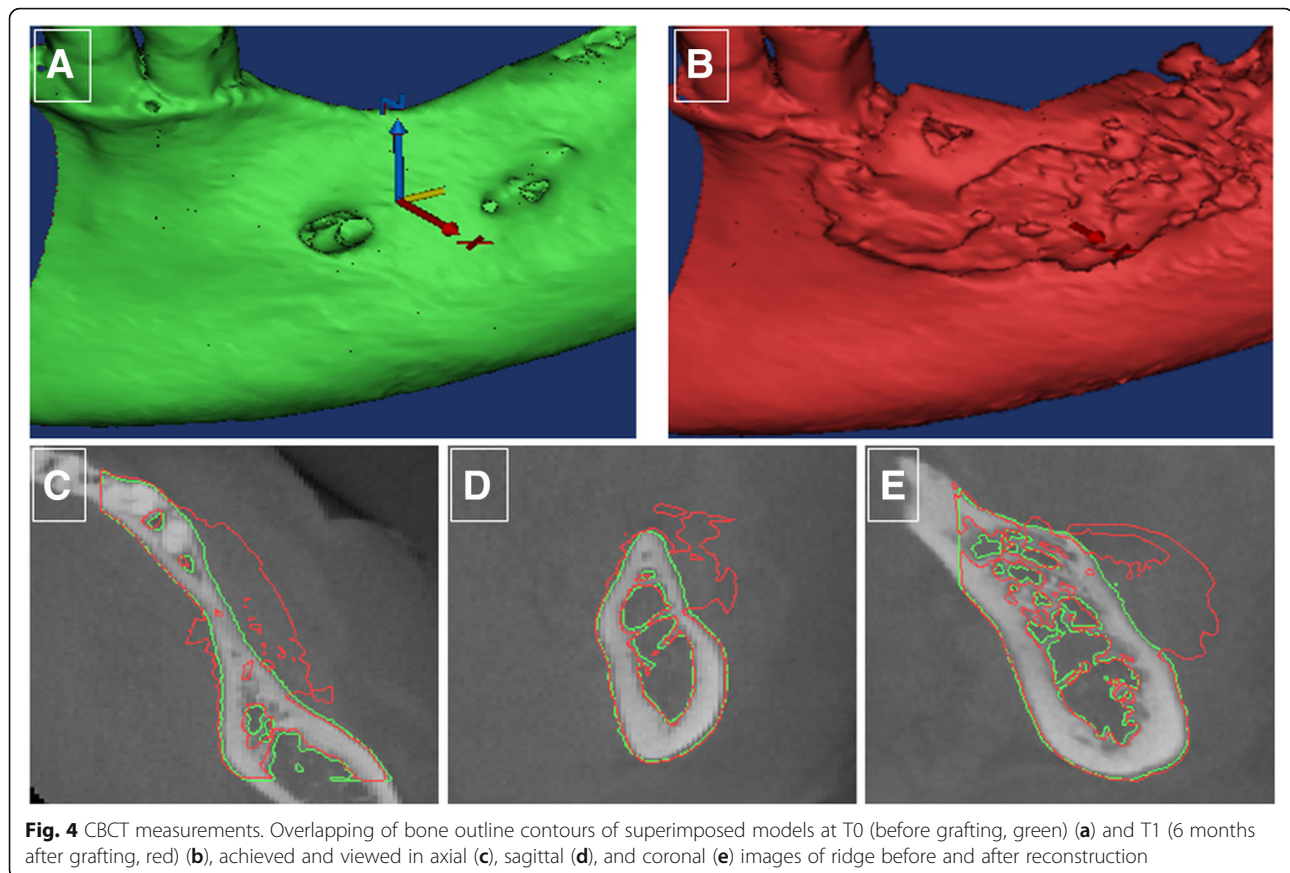 A
B
Z
X
X
C
D
E
Fig. 4 CBCT measurements. Overlapping of bone outline contours of superimposed models at T0 (before grafting, green) (a) and T1 (6 months
after grafting, red) (b), achieved and viewed in axial (c), sagittal (d), and coronal (e) images of ridge before and after reconstruction